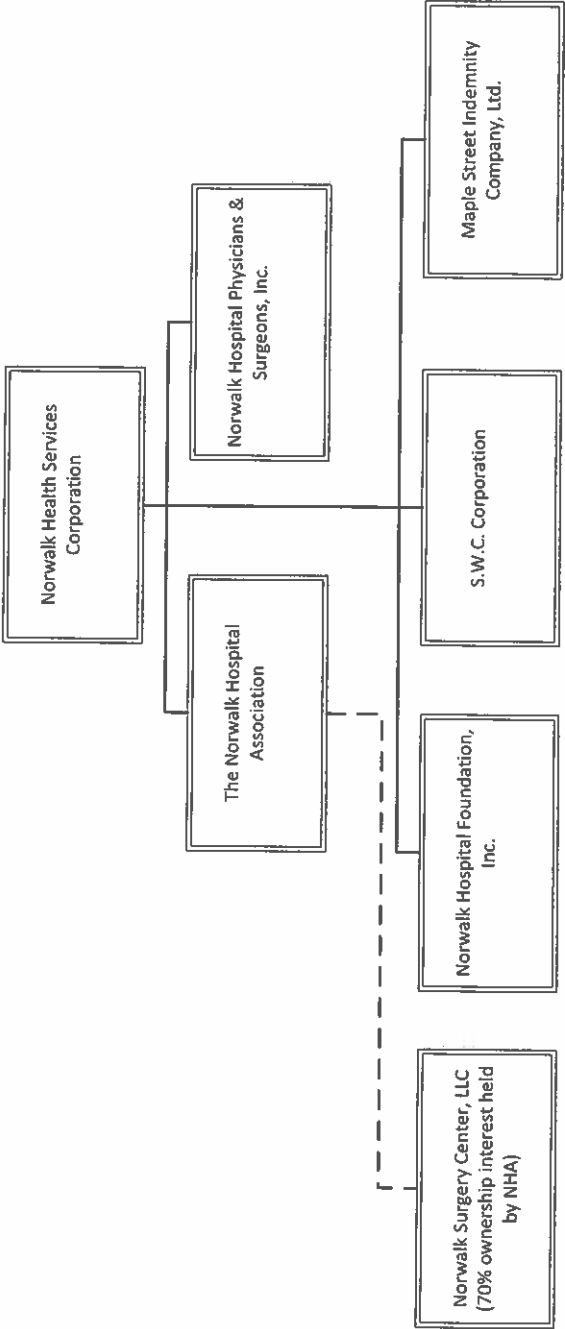 Norwalk Health Services
Corporation
The Norwalk Hospital
Association
Norwalk Hospital Physicians &
Surgeons, Inc.
Norwalk Surgery Center, LLC
(70% ownership interest held
by NHA)
Norwalk Hospital Foundation,
Inc.
S.W.C. Corporation
Maple Street Indemnity
Company, Ltd.